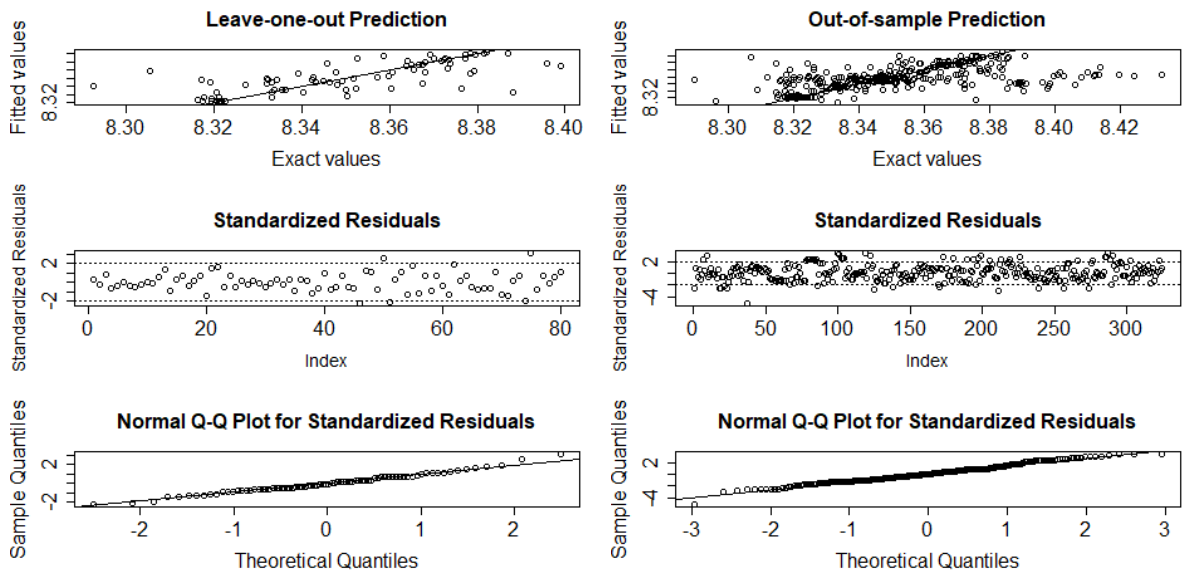 Leave-one-out Prediction
Fitted values
8.32
8.30 8.32 8.34 8.36 8.38 8.40
Exact values
Out-of-sample Prediction
Fitted values
8.32
8.30 8.32 8.34 8.36 8.38 8.40 8.42
Exact values
Standardized Residuals
Standardized Residuals
2
-2
0 20 40 60 80
Index
Standardized Residuals
Standardized Residuals
2
-4
0 50 100 150 200 250 300
Index
Normal Q-Q Plot for Standardized Residuals
Sample Quantiles
2
-2
-2 -1 0 1 2
Theoretical Quantiles
Normal Q-Q Plot for Standardized Residuals
Sample Quantiles
2
-4
-3 -2 -1 0 1 2 3
Theoretical Quantiles